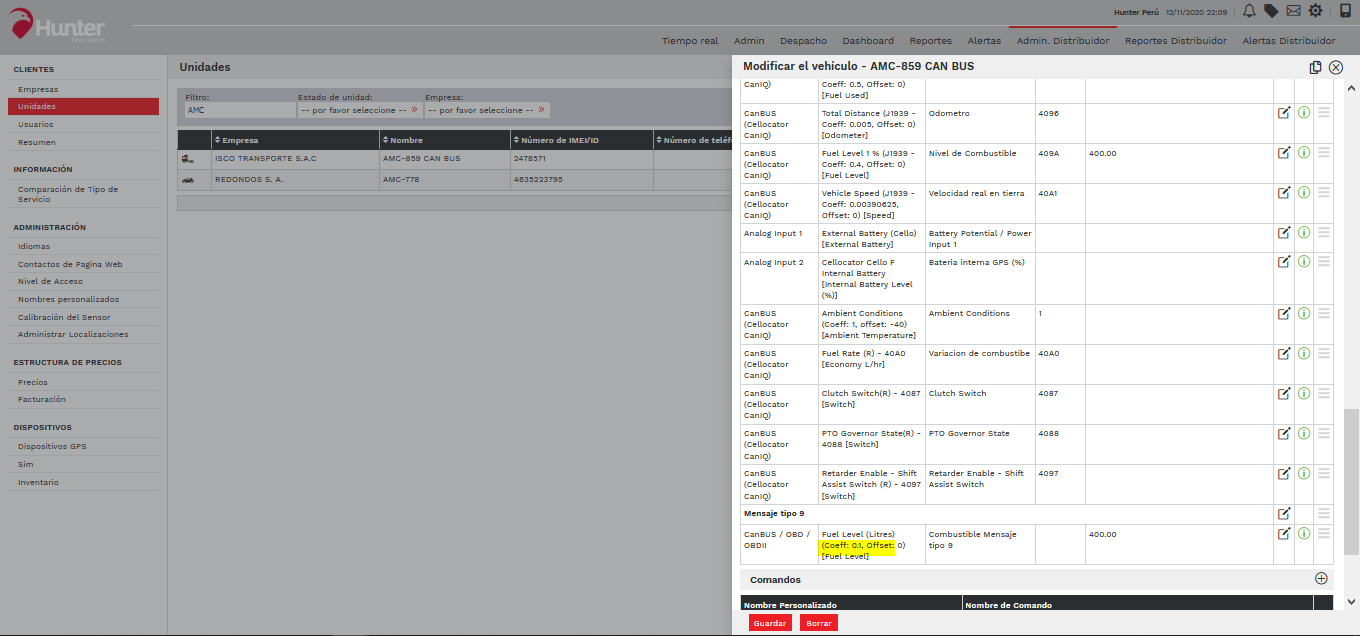 Hunter
Hunter Perú 12/11/2020 22:09
Tiempo real Admin Despacho Dashboard Reportes Alertas Admin. Distribuidor Reportes Distribuidor Alertas Distribuidor
CLIENTES
Empresas
Unidades
Usuarios
Resumen
INFORMACIÓN
Comparación de Tipo de
Servicio
ADMINISTRACIÓN
Idiomas
Contactos de Pagina Web
Nivel de Acceso
Nombres personalizados
Calibración del Sensor
Administrar Localizaciones
ESTRUCTURA DE PRECIOS
Precios
Facturación
DISPOSITIVOS
Dispositivos GPS
Sim
Inventario
Unidades
Filtro: Estado de unidad: Empresa:
AMC -- por favor seleccione -- » -- por favor seleccione -- »
Empresa Nombre Número de IMEI/ID Número de teléf
ISCO TRANSPORTE S.A.C AMC-859 CAN BUS 2478571
REDONDOS S. A. AMC-778 4635223795
Modificar el vehículo - AMC-859 CAN BUS
CanIQ) Coeff: 0.5, Offset: 0)
[Fuel Used]
CanBUS Total Distance (J1939 - Odometro 4096
(Cellocator Coeff: 0.005, Offset: 0)
CanIQ) [Odometer]
CanBUS Fuel Level 1 % (J1939 - Nivel de Combustible 409A 400.00
(Cellocator Coeff: 0.4, Offset: 0)
CanIQ) [Fuel Level]
CanBUS Vehicle Speed (J1939 - Velocidad real en tierra 40A1
(Cellocator Coeff: 0.00390625,
CanIQ) Offset: 0) [Speed]
Analog Input 1 External Battery (Cello) Battery Potential / Power
[External Battery] Input 1
Analog Input 2 Cellocator Cello F Bateria interna GPS (%)
Internal Battery
[Internal Battery Level
(%)]
CanBUS Ambient Conditions Ambient Conditions 1
(Cellocator (Coeff: 1, offset: -40)
CanIQ) [Ambient Temperature]
CanBUS Fuel Rate (R) - 40A0 Variacion de combustibe 40A0
(Cellocator [Economy L/hr]
CanIQ)
CanBUS Clutch Switch(R) - 4087 Clutch Switch 4087
(Cellocator [Switch]
CanIQ)
CanBUS PTO Governor State(R) - PTO Governor State 4088
(Cellocator 4088 [Switch]
CanIQ)
CanBUS Retarder Enable - Shift Retarder Enable - Shift 4097
(Cellocator Assist Switch (R) - 4097 Assist Switch
CanIQ) [Switch]
Mensaje tipo 9
CanBUS / OBD / Fuel Level (Litres) Combustible Mensaje 400.00
OBDII (Coeff: 0.1, Offset: 0) tipo 9
[Fuel Level]
Comandos
Nombre Personalizado Nombre de Comando
Guardar Borrar